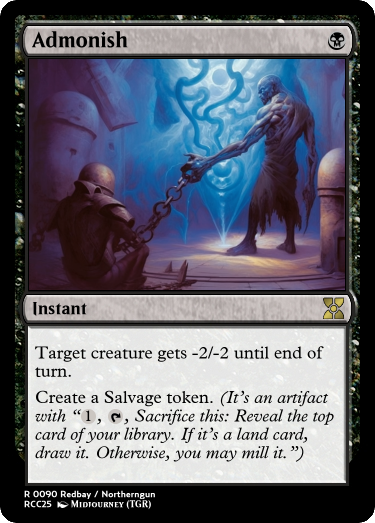 Admonish
Instant
Target creature gets -2/-2 until end of
turn.
Create a Salvage token. (It's an artifact
with “1, , Sacrifice this: Reveal the top
card of your library. If it's a land card,
draw it. Otherwise, you may mill it.”)
R 0090 Redbay / Northerngun
RCC25 Midjourney (TGR)